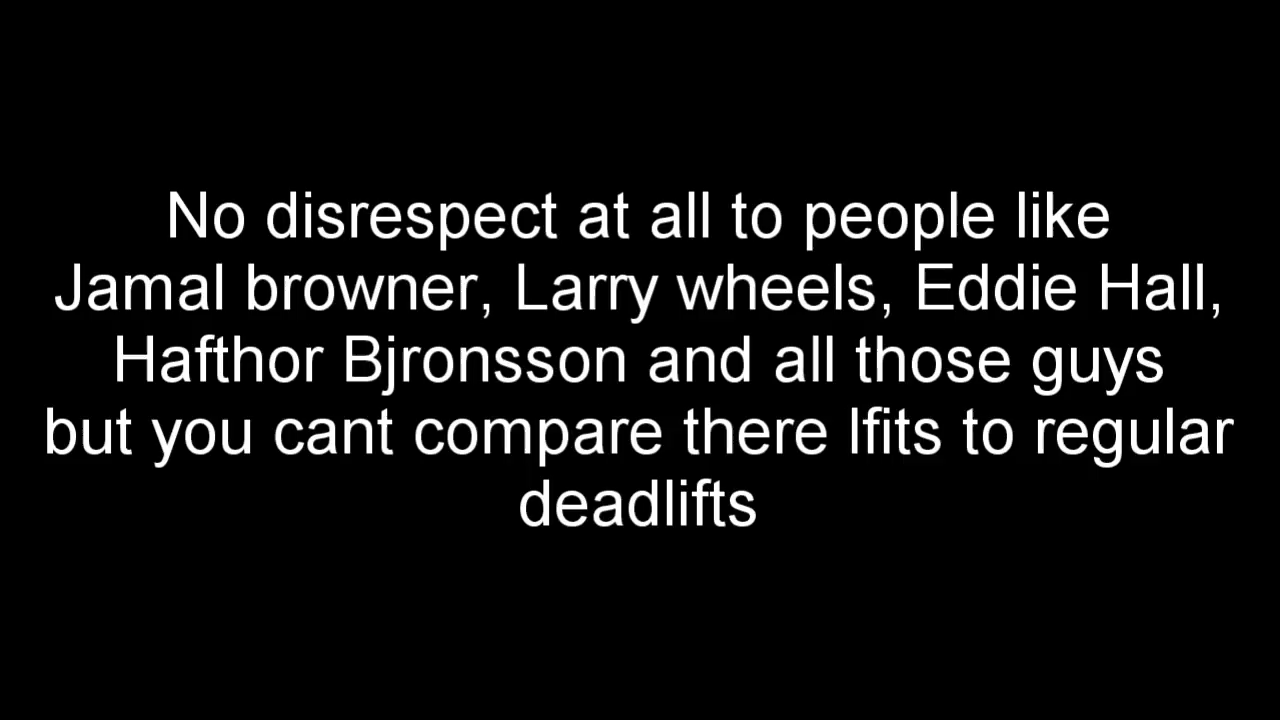 No disrespect at all to people like
Jamal browner, Larry wheels, Eddie Hall,
Hafthor Bjronsson and all those guys
but you cant compare there lfits to regular
deadlifts